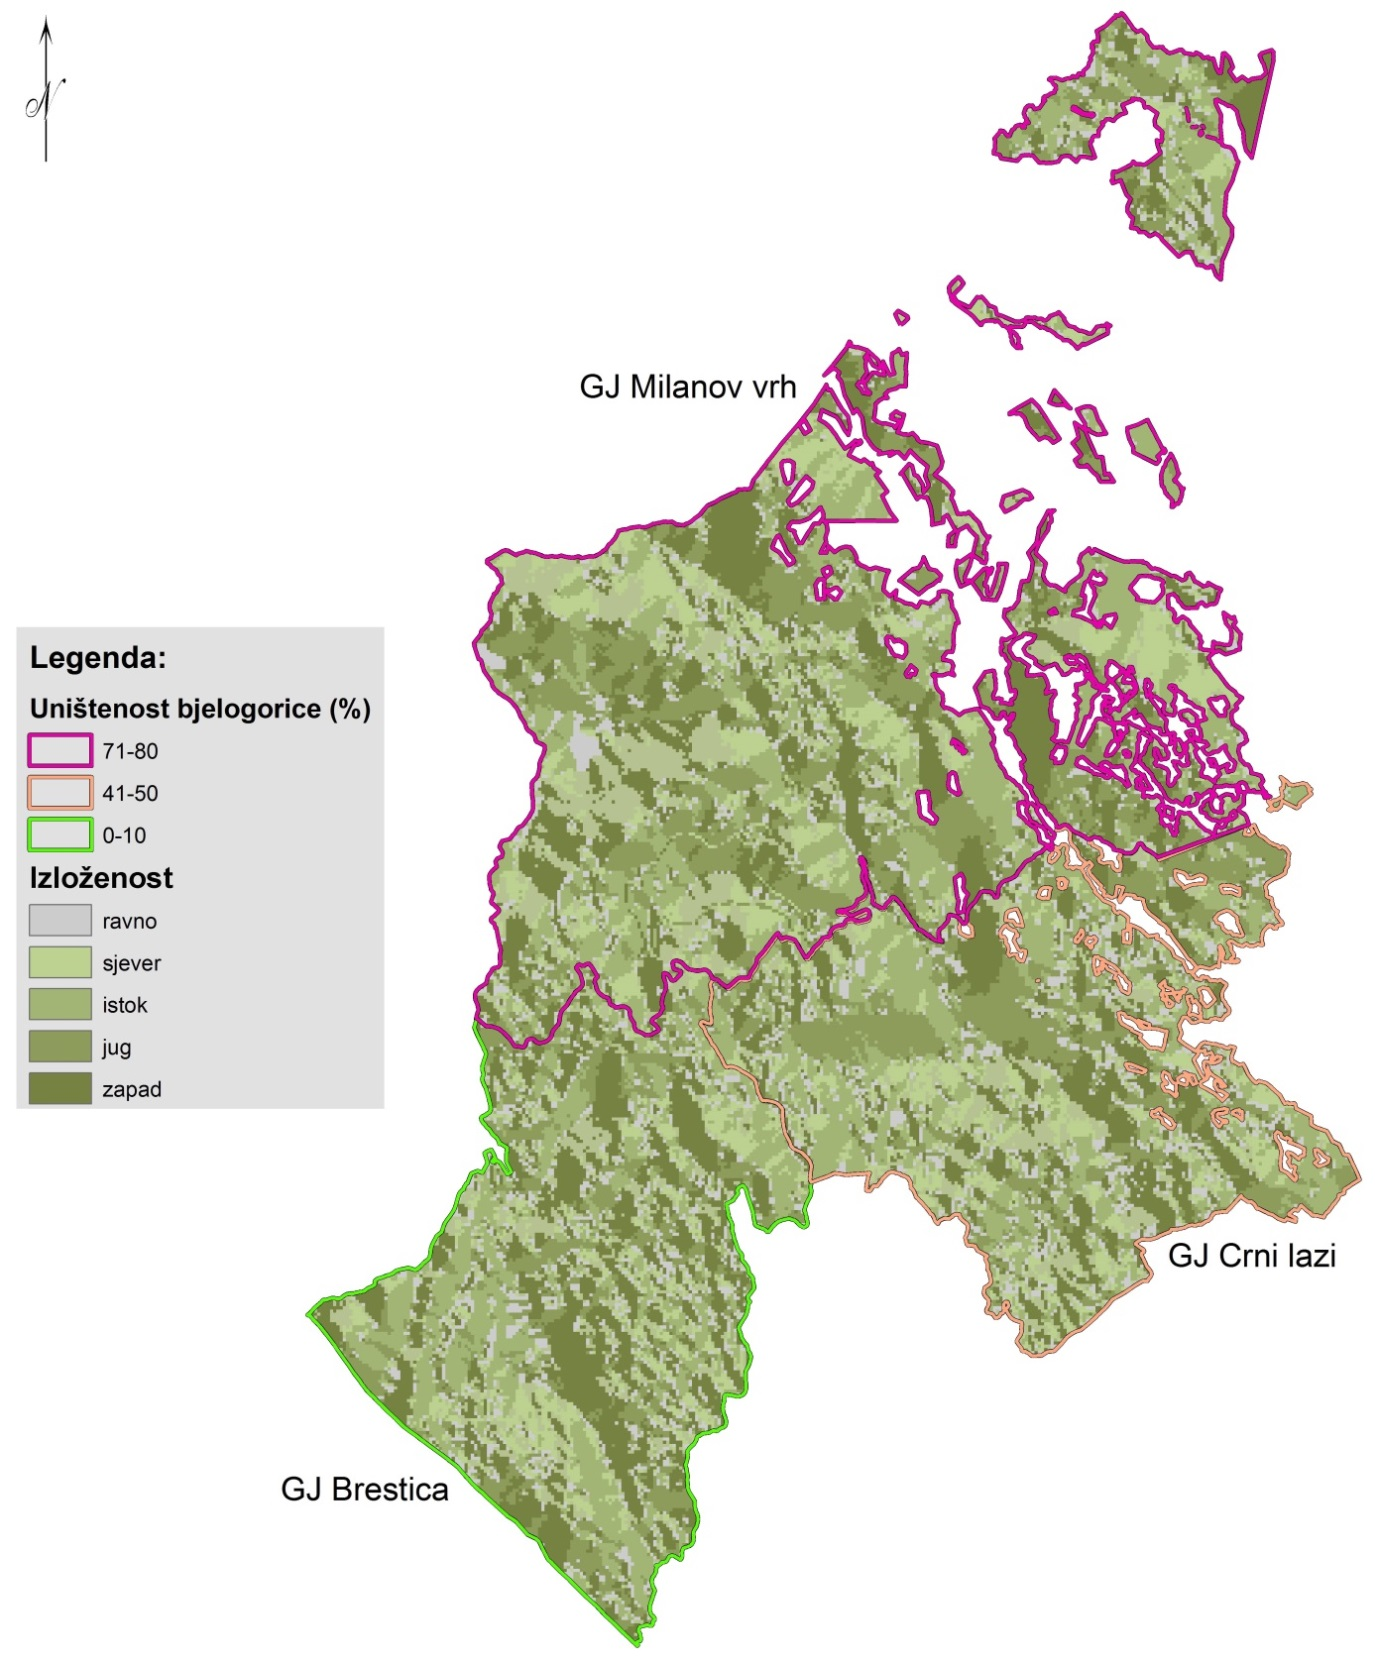 N
GJ Milanov vrh
Legenda:
Uništenost bjelogorice (%)
71-80
41-50
0-10
Izloženost
ravno
sjever
istok
jug
zapad
GJ Crni lazi
GJ Brestica